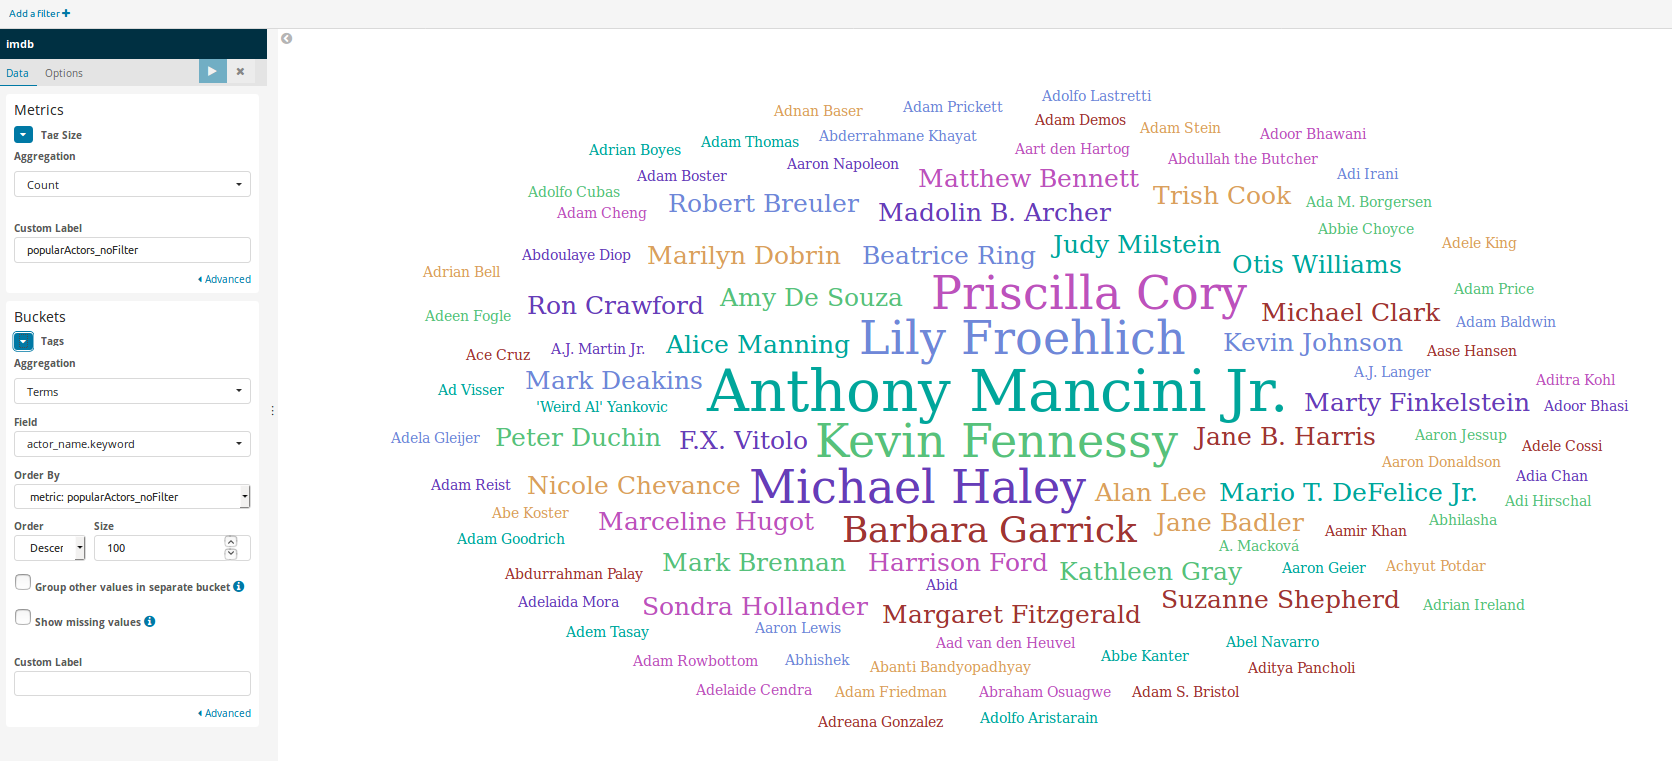 Add a filter
imdb
Data Options
Metrics
Tag Size
Aggregation
Count
Custom Label
popularActors_noFilter
Advanced
Buckets
Tags
Aggregation
Terms
Field
actor_name.keyword
Order By
metric: popularActors_noFilter
Order Size
Descer 100
Group other values in separate bucket
Show missing values
Custom Label
Advanced
Adolfo Lastretti
Adnan Baser
Adam Prickett
Adam Demos
Adam Stein
Adoor Bhawani
Abderrahmane Khayat
Adam Thomas
Adrian Boyes
Aart den Hartog
Abdullah the Butcher
Aaron Napoleon
Adam Boster
Matthew Bennett
Adi Irani
Adolfo Cubas
Trish Cook
Robert Breuler
Ada M. Borgersen
Adam Cheng
Madolin B. Archer
Abbie Choyce
Adele King
Judy Milstein
Abdoulaye Diop
Marilyn Dobrin
Beatrice Ring
Otis Williams
Adrian Bell
Adam Price
Priscilla Cory
Amy De Souza
Ron Crawford
Michael Clark
Adeen Fogle
Adam Baldwin
Lily Froehlich
Kevin Johnson
Alice Manning
A.J. Martin Jr.
Ace Cruz
Aase Hansen
A.J. Langer
Mark Deakins
Aditra Kohl
Ad Visser
Anthony Mancini Jr.
'Weird Al' Yankovic
Marty Finkelstein
Adoor Bhasi
Adela Gleijer
Peter Duchin
F.X. Vitolo
Kevin Fennessy
Jane B. Harris
Aaron Jessup
Adele Cossi
Aaron Donaldson
Adia Chan
Adam Reist
Nicole Chevance
Michael Haley
Alan Lee
Mario T. DeFelice Jr.
Adi Hirschal
Abe Koster
Marceline Hugot
Barbara Garrick
Jane Badler
Abhilasha
Aamir Khan
Adam Goodrich
A. Macková
Mark Brennan
Harrison Ford
Kathleen Gray
Aaron Geier
Achyut Potdar
Abdurrahman Palay
Abid
Adelaida Mora
Sondra Hollander
Margaret Fitzgerald
Suzanne Shepherd
Adrian Ireland
Adem Tasay
Aaron Lewis
Aad van den Heuvel
Abel Navarro
Abbe Kanter
Adam Rowbottom
Abhishek
Abanti Bandyopadhyay
Aditya Pancholi
Adelaide Cendra
Adam Friedman
Abraham Osuagwe
Adam S. Bristol
Adreana Gonzalez
Adolfo Aristarain